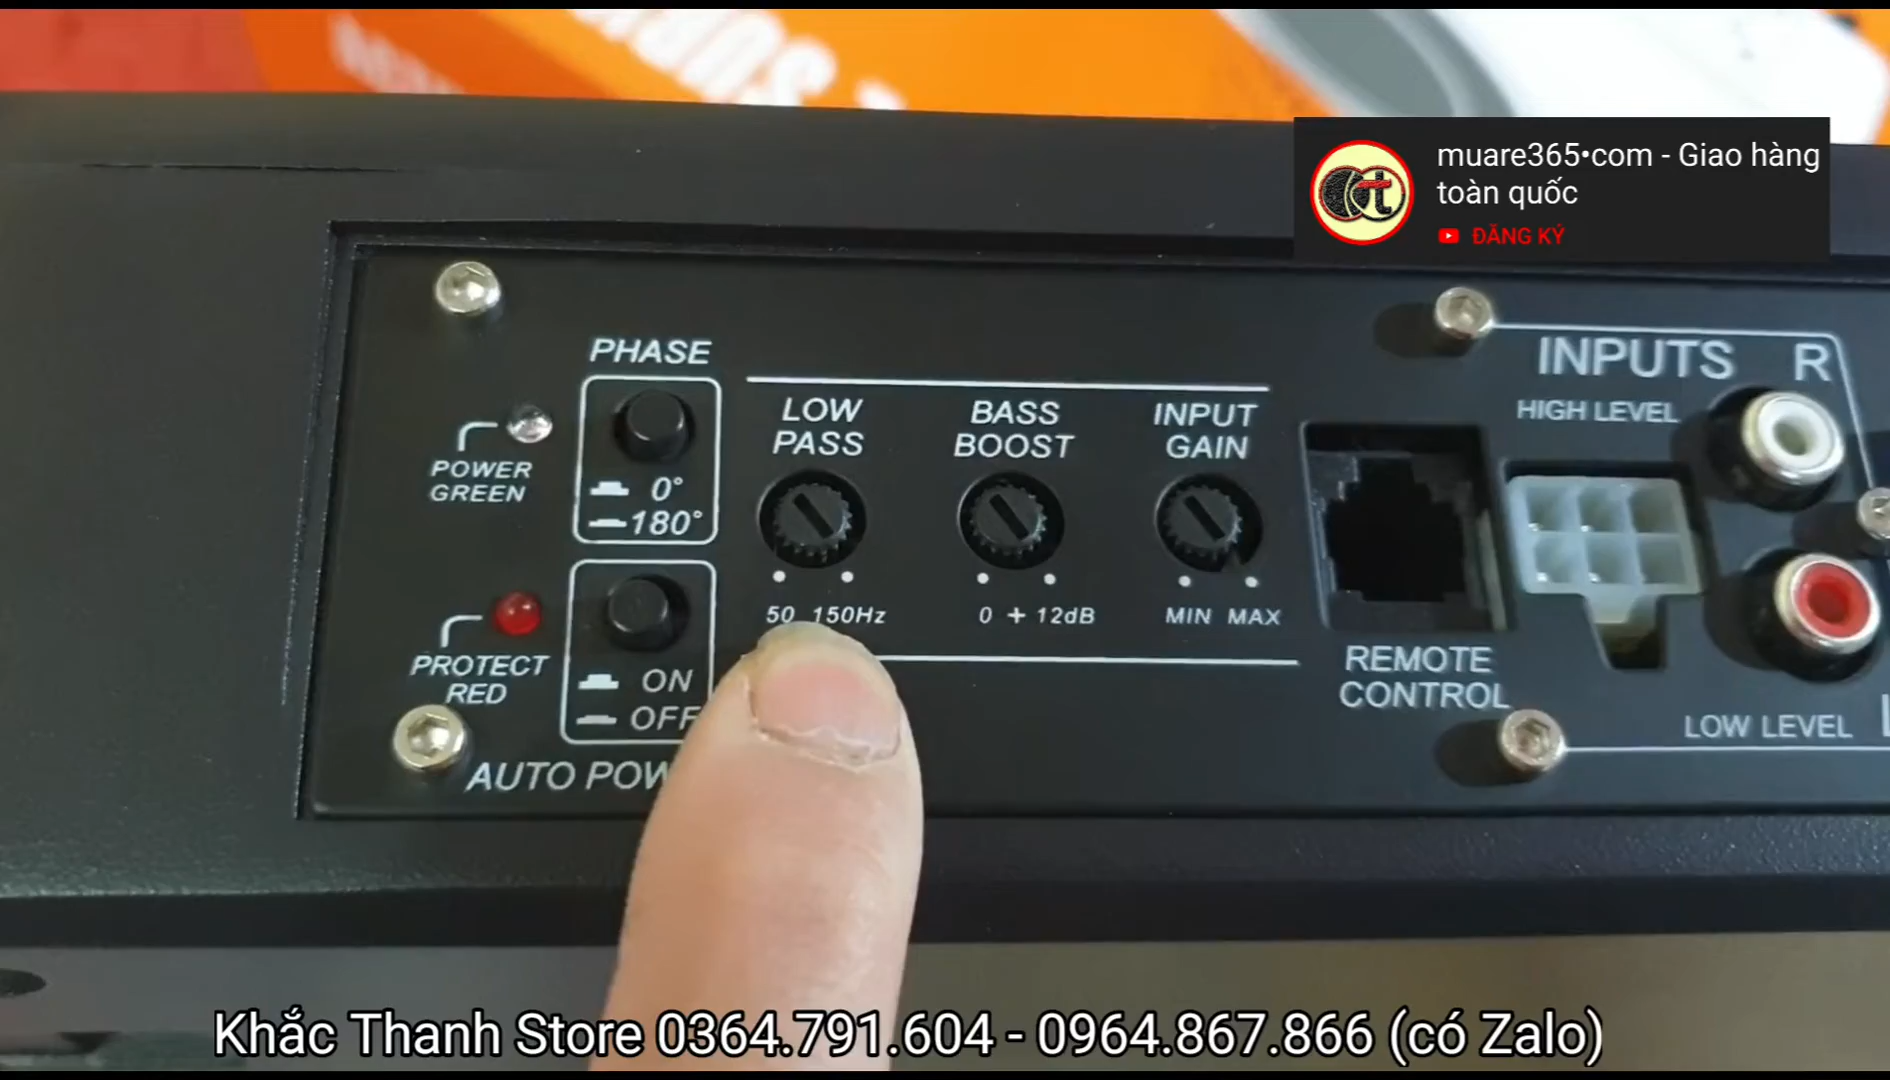 muare365•com - Giao hàng
toàn quốc
ĐĂNG KÝ
PHASE
0°
180°
POWER
GREEN
PROTECT
RED
ON
OFF
AUTO POW
LOW
PASS
50 150Hz
BASS
BOOST
0 + 12dB
INPUT
GAIN
MIN MAX
REMOTE
CONTROL
INPUTS R
HIGH LEVEL
LOW LEVEL L
Khắc Thanh Store 0364.791.604 - 0964.867.866 (có Zalo)